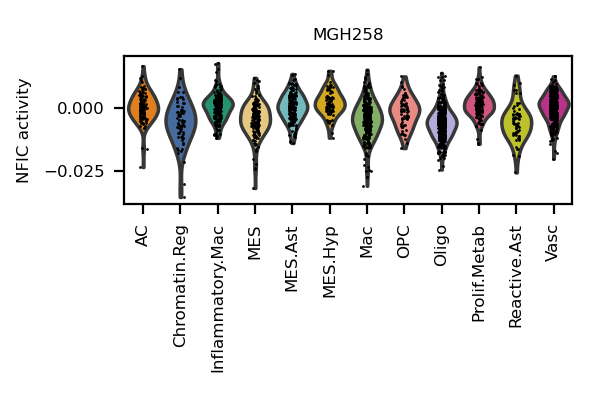 MGH258
NFIC activity
0.000
−0.025
AC
Chromatin.Reg
Inflammatory.Mac
MES
MES.Ast
MES.Hyp
Mac
OPC
Oligo
Prolif.Metab
Reactive.Ast
Vasc